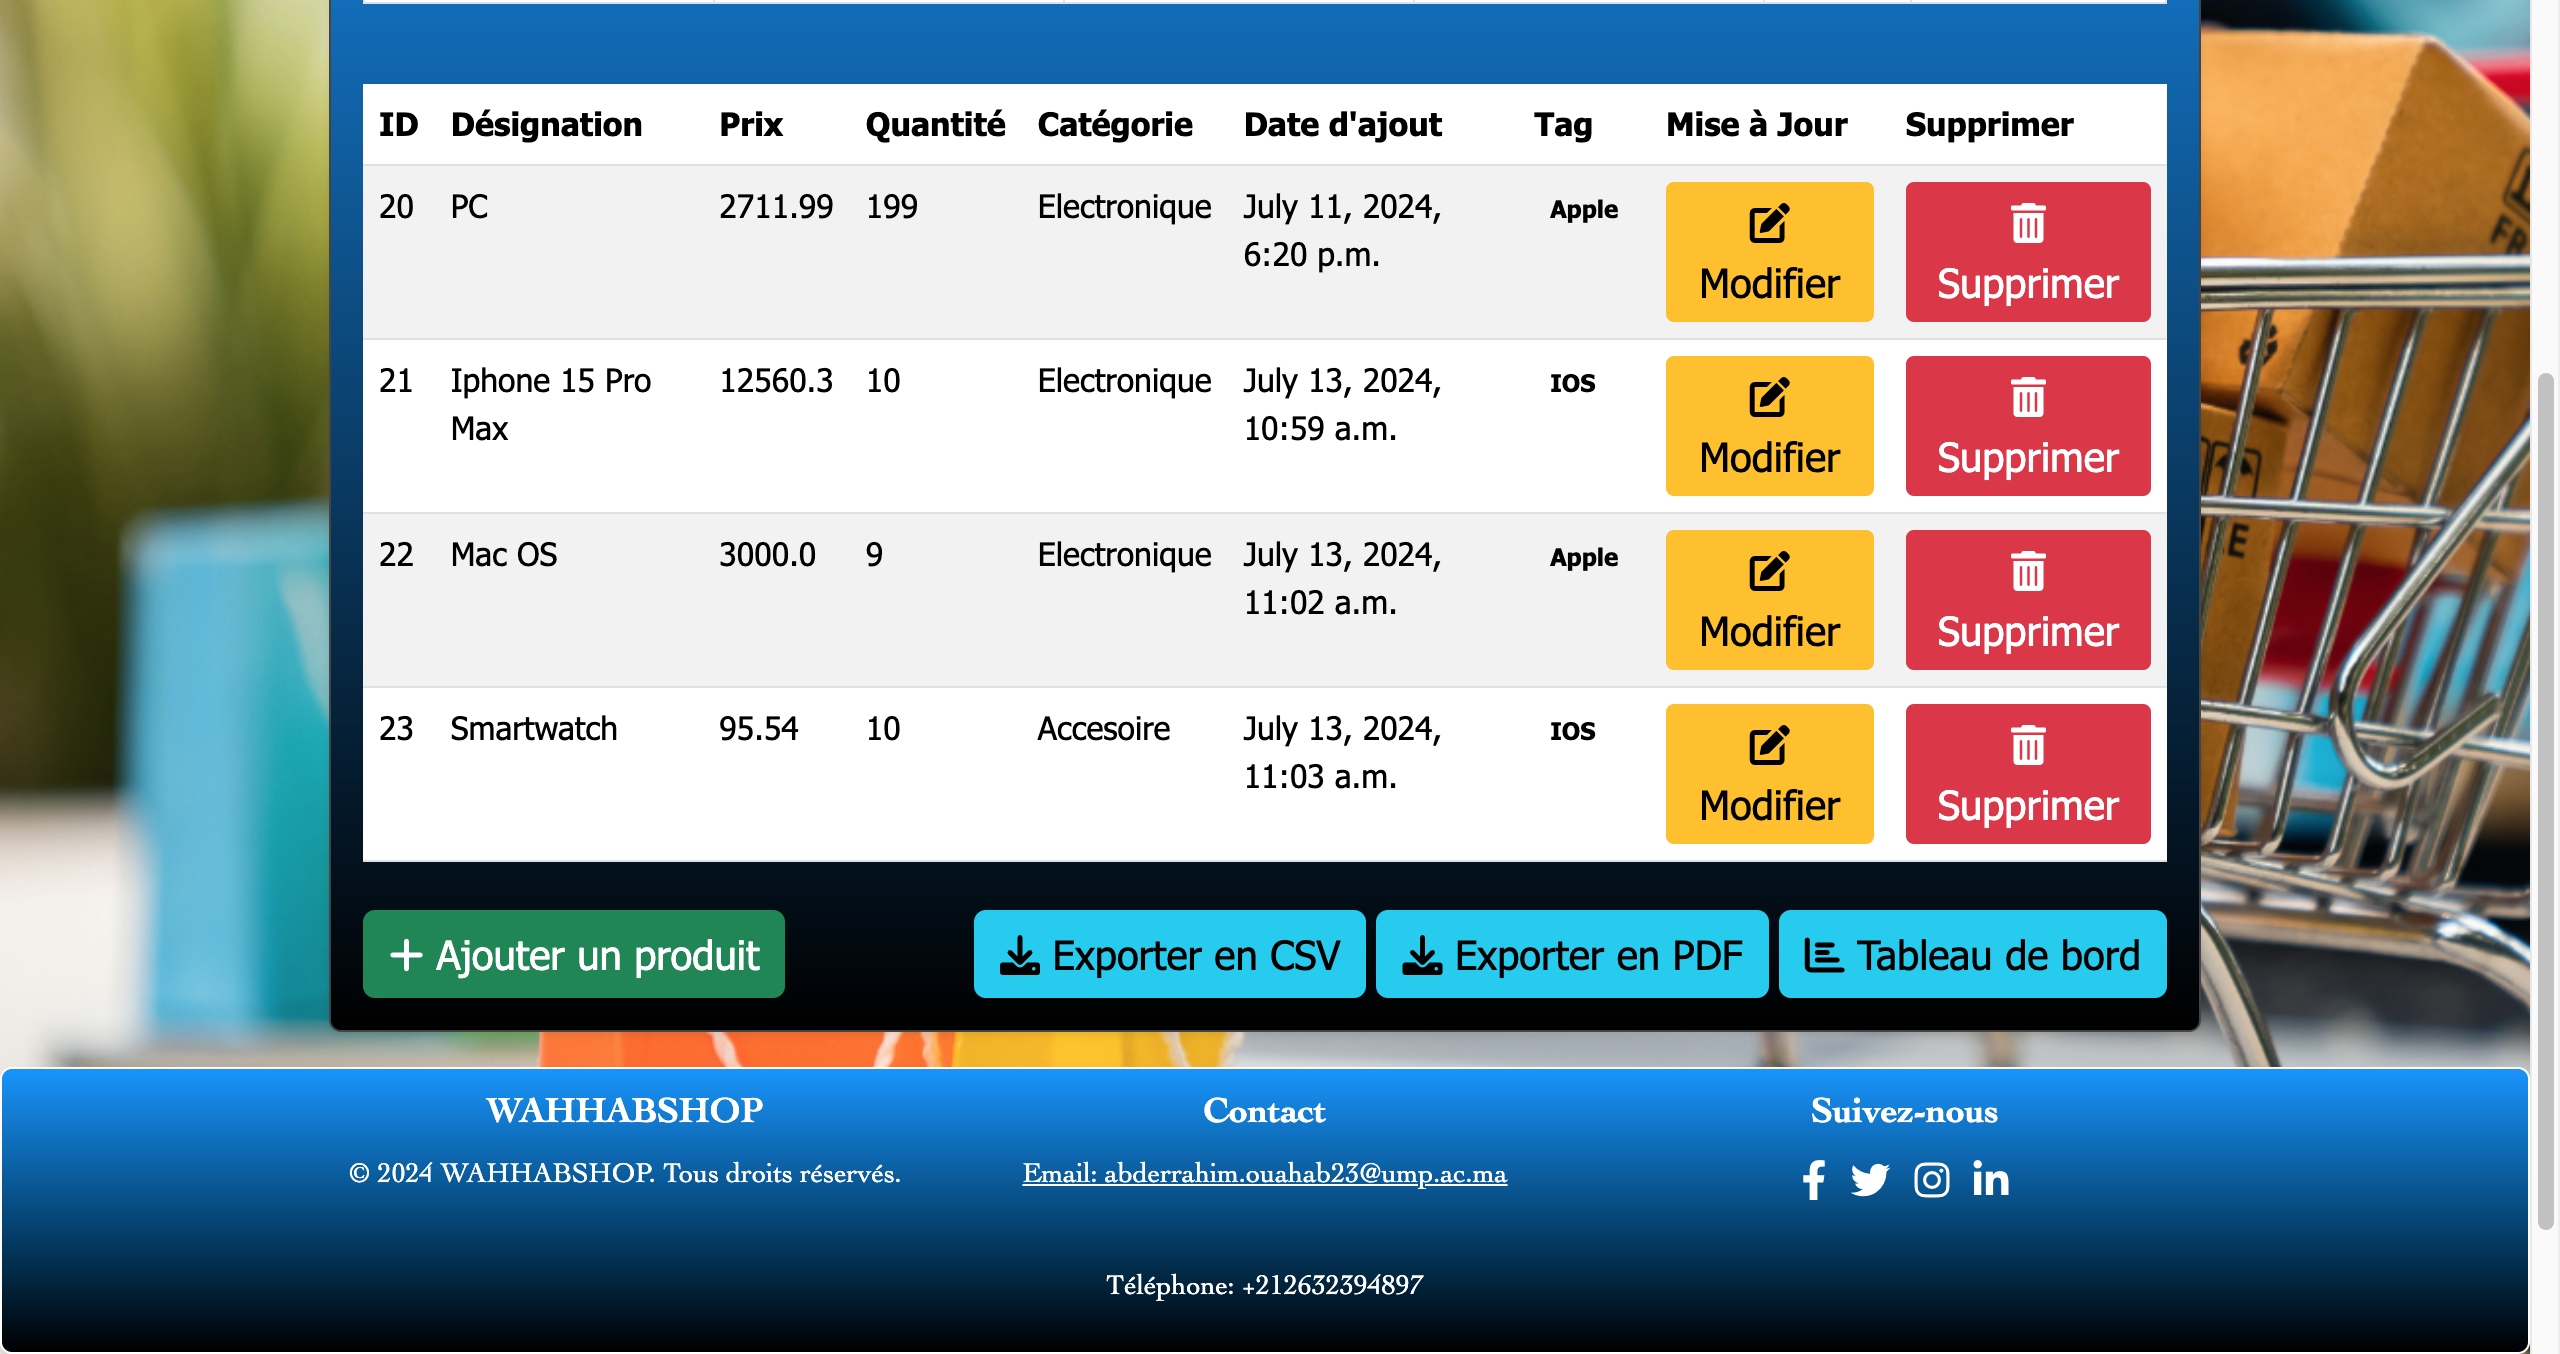 ID Désignation Prix Quantité Catégorie Date d'ajout Tag Mise à Jour Supprimer
20 PC 2711.99 199 Electronique July 11, 2024, Apple
6:20 p.m.
Modifier Supprimer
21 Iphone 15 Pro 12560.3 10 Electronique July 13, 2024, IOS
Max 10:59 a.m.
Modifier Supprimer
22 Mac OS 3000.0 9 Electronique July 13, 2024, Apple
11:02 a.m.
Modifier Supprimer
23 Smartwatch 95.54 10 Accesoire July 13, 2024, IOS
11:03 a.m.
Modifier Supprimer
Ajouter un produit Exporter en CSV Exporter en PDF Tableau de bord
WAHHABSHOP Contact Suivez-nous
© 2024 WAHHABSHOP. Tous droits réservés. Email: abderrahim.ouahab23@ump.ac.ma
Téléphone: +212632394897